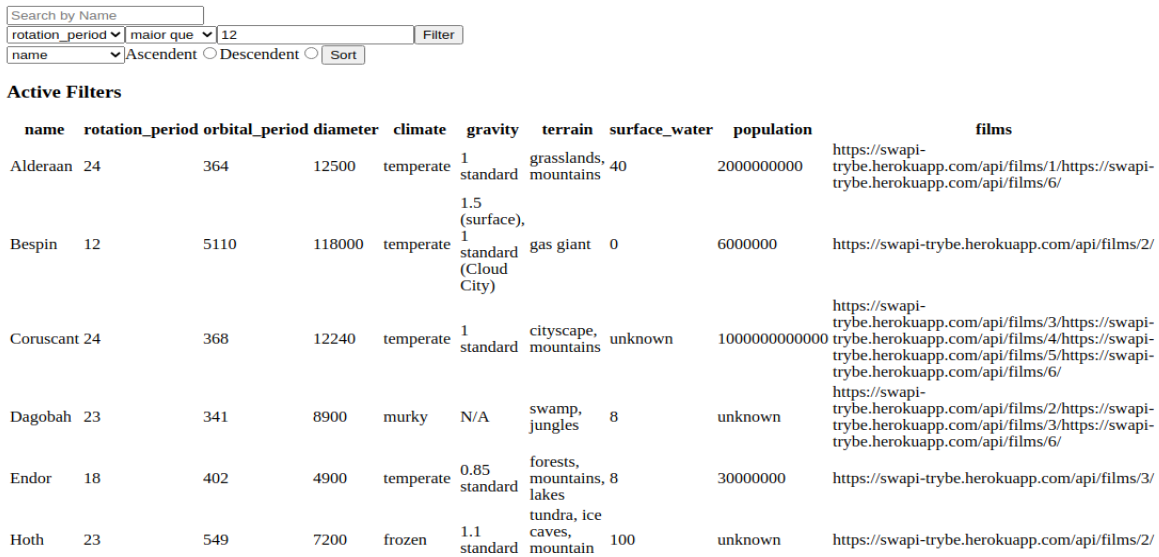 Search by Name
rotation_period maior que 12 Filter
name Ascendent Descendent Sort
Active Filters
name rotation_period orbital_period diameter climate gravity terrain surface_water population films
Alderaan 24 364 12500 temperate 1 standard grasslands, mountains 40 2000000000 https://swapi-trybe.herokuapp.com/api/films/1/https://swapi-trybe.herokuapp.com/api/films/6/
Bespin 12 5110 118000 temperate 1.5 (surface), 1 standard (Cloud City) gas giant 0 6000000 https://swapi-trybe.herokuapp.com/api/films/2/
Coruscant 24 368 12240 temperate 1 standard cityscape, mountains unknown 1000000000000 https://swapi-trybe.herokuapp.com/api/films/3/https://swapi-trybe.herokuapp.com/api/films/4/https://swapi-trybe.herokuapp.com/api/films/5/https://swapi-trybe.herokuapp.com/api/films/6/
Dagobah 23 341 8900 murky N/A swamp, jungles 8 unknown https://swapi-trybe.herokuapp.com/api/films/2/https://swapi-trybe.herokuapp.com/api/films/3/https://swapi-trybe.herokuapp.com/api/films/6/
Endor 18 402 4900 temperate 0.85 standard forests, mountains, lakes 8 30000000 https://swapi-trybe.herokuapp.com/api/films/3/
Hoth 23 549 7200 frozen 1.1 standard tundra, ice caves, mountain 100 unknown https://swapi-trybe.herokuapp.com/api/films/2/